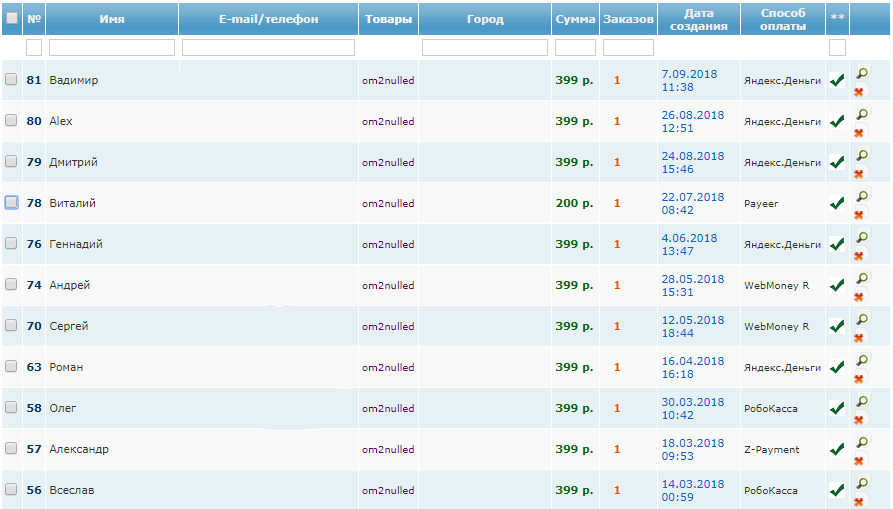 № Имя E-mail/телефон Товары Город Сумма Заказов Дата создания Способ оплаты **
81 Вадимир om2nulled 399 р. 1 7.09.2018 11:38 Яндекс.Деньги
80 Alex om2nulled 399 р. 1 26.08.2018 12:51 Яндекс.Деньги
79 Дмитрий om2nulled 399 р. 1 24.08.2018 15:46 Яндекс.Деньги
78 Виталий om2nulled 200 р. 1 22.07.2018 08:42 Payeer
76 Геннадий om2nulled 399 р. 1 4.06.2018 13:47 Яндекс.Деньги
74 Андрей om2nulled 399 р. 1 28.05.2018 15:31 WebMoney R
70 Сергей om2nulled 399 р. 1 12.05.2018 18:44 WebMoney R
63 Роман om2nulled 399 р. 1 16.04.2018 16:18 Яндекс.Деньги
58 Олег om2nulled 399 р. 1 30.03.2018 10:42 РобоКасса
57 Александр om2nulled 399 р. 1 18.03.2018 09:53 Z-Payment
56 Всеслав om2nulled 399 р. 1 14.03.2018 00:59 РобоКасса